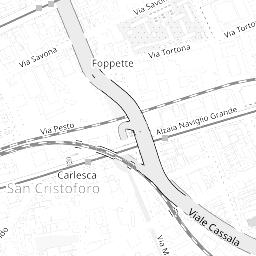 Via Savona
Via Savona
Via Tortona
Via Tortona
Foppette
Via Pesto
Alzaia Naviglio Grande
Carlesca
San Cristoforo
Viale Cassala